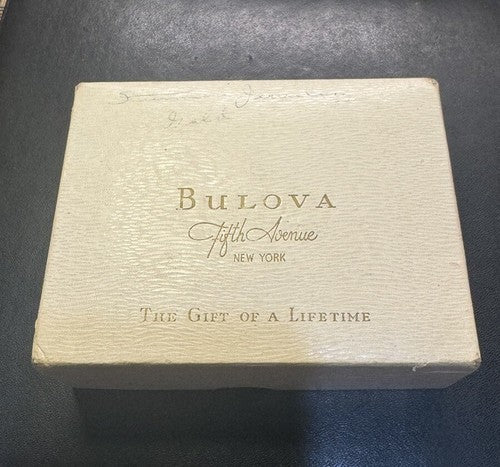 BULOVA
Fifth Avenue
NEW YORK
THE GIFT OF A LIFETIME